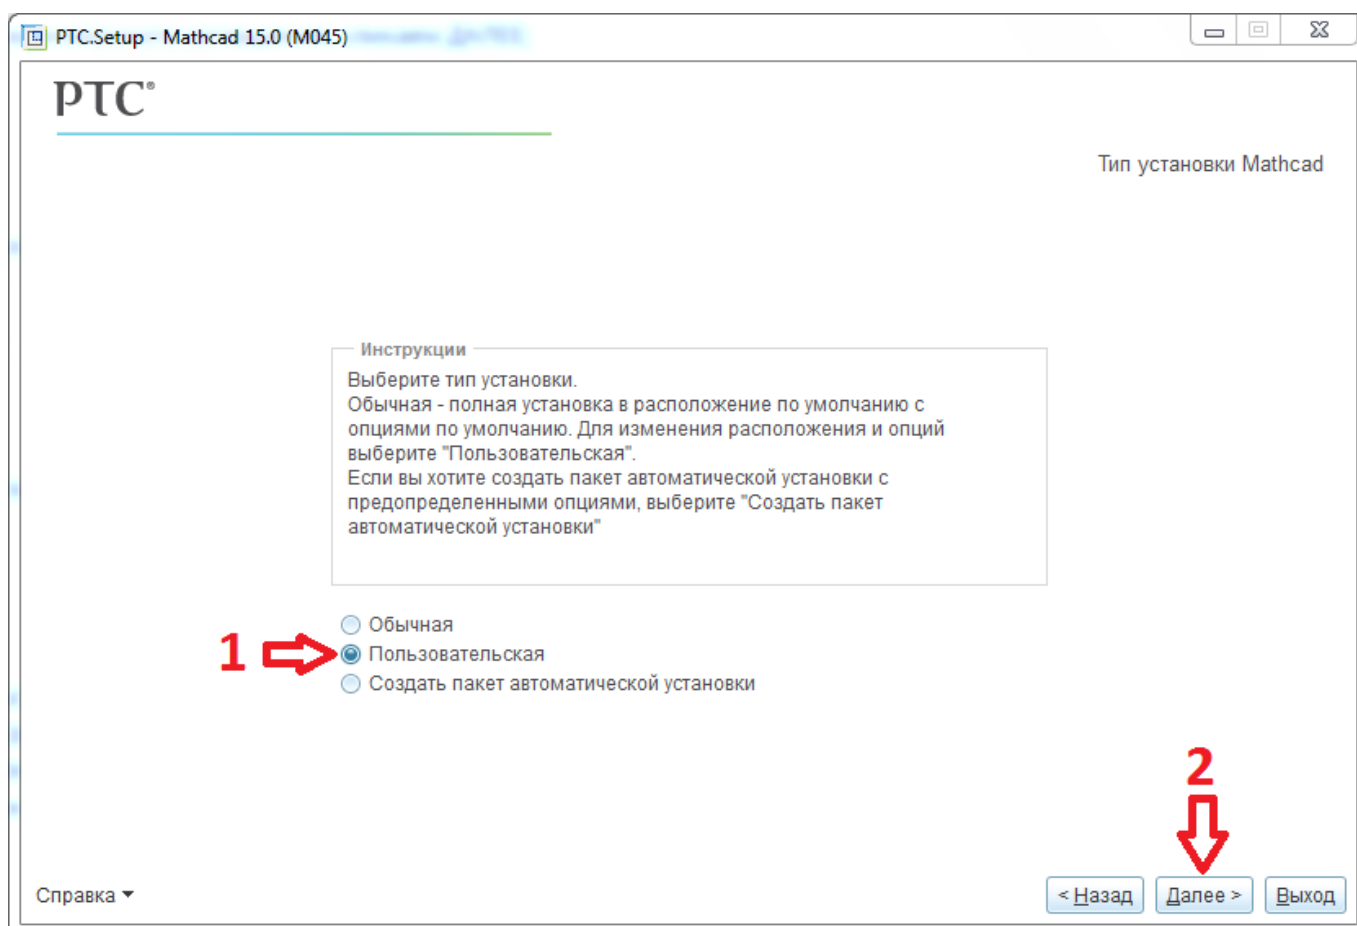 PTC.Setup - Mathcad 15.0 (M045)
PTC®
Тип установки Mathcad
Инструкции
Выберите тип установки.
Обычная - полная установка в расположение по умолчанию с
опциями по умолчанию. Для изменения расположения и опций
выберите "Пользовательская".
Если вы хотите создать пакет автоматической установки с
предопределенными опциями, выберите "Создать пакет
автоматической установки"
Обычная
1 Пользовательская
Создать пакет автоматической установки
2
Справка < Назад Далее > Выход